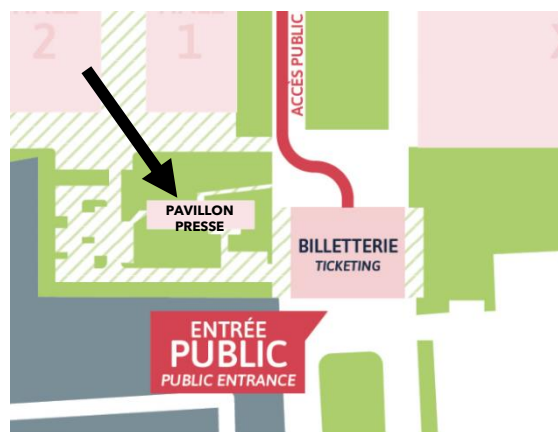 2
1
ACCÈS PUBLIC
PAVILLON
PRESSE
BILLETTERIE
TICKETING
ENTRÉE
PUBLIC
PUBLIC ENTRANCE